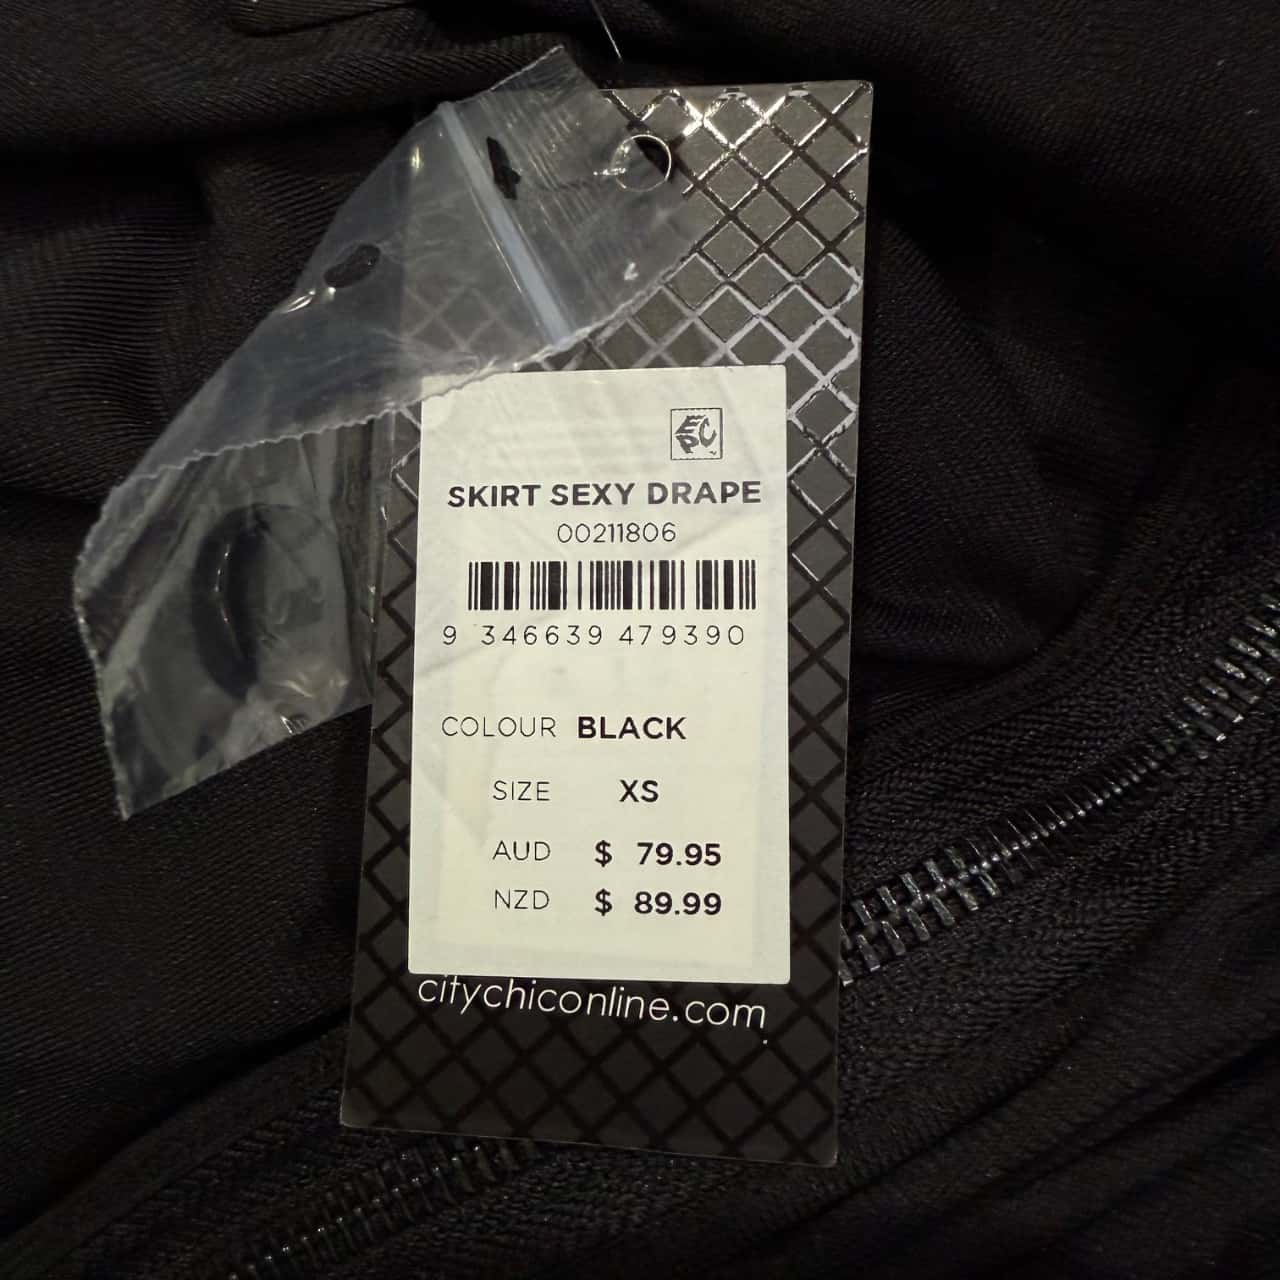 EPC
SKIRT SEXY DRAPE
00211806
9 346639 479390
COLOUR BLACK
SIZE XS
AUD $ 79.95
NZD $ 89.99
citychiconline.com